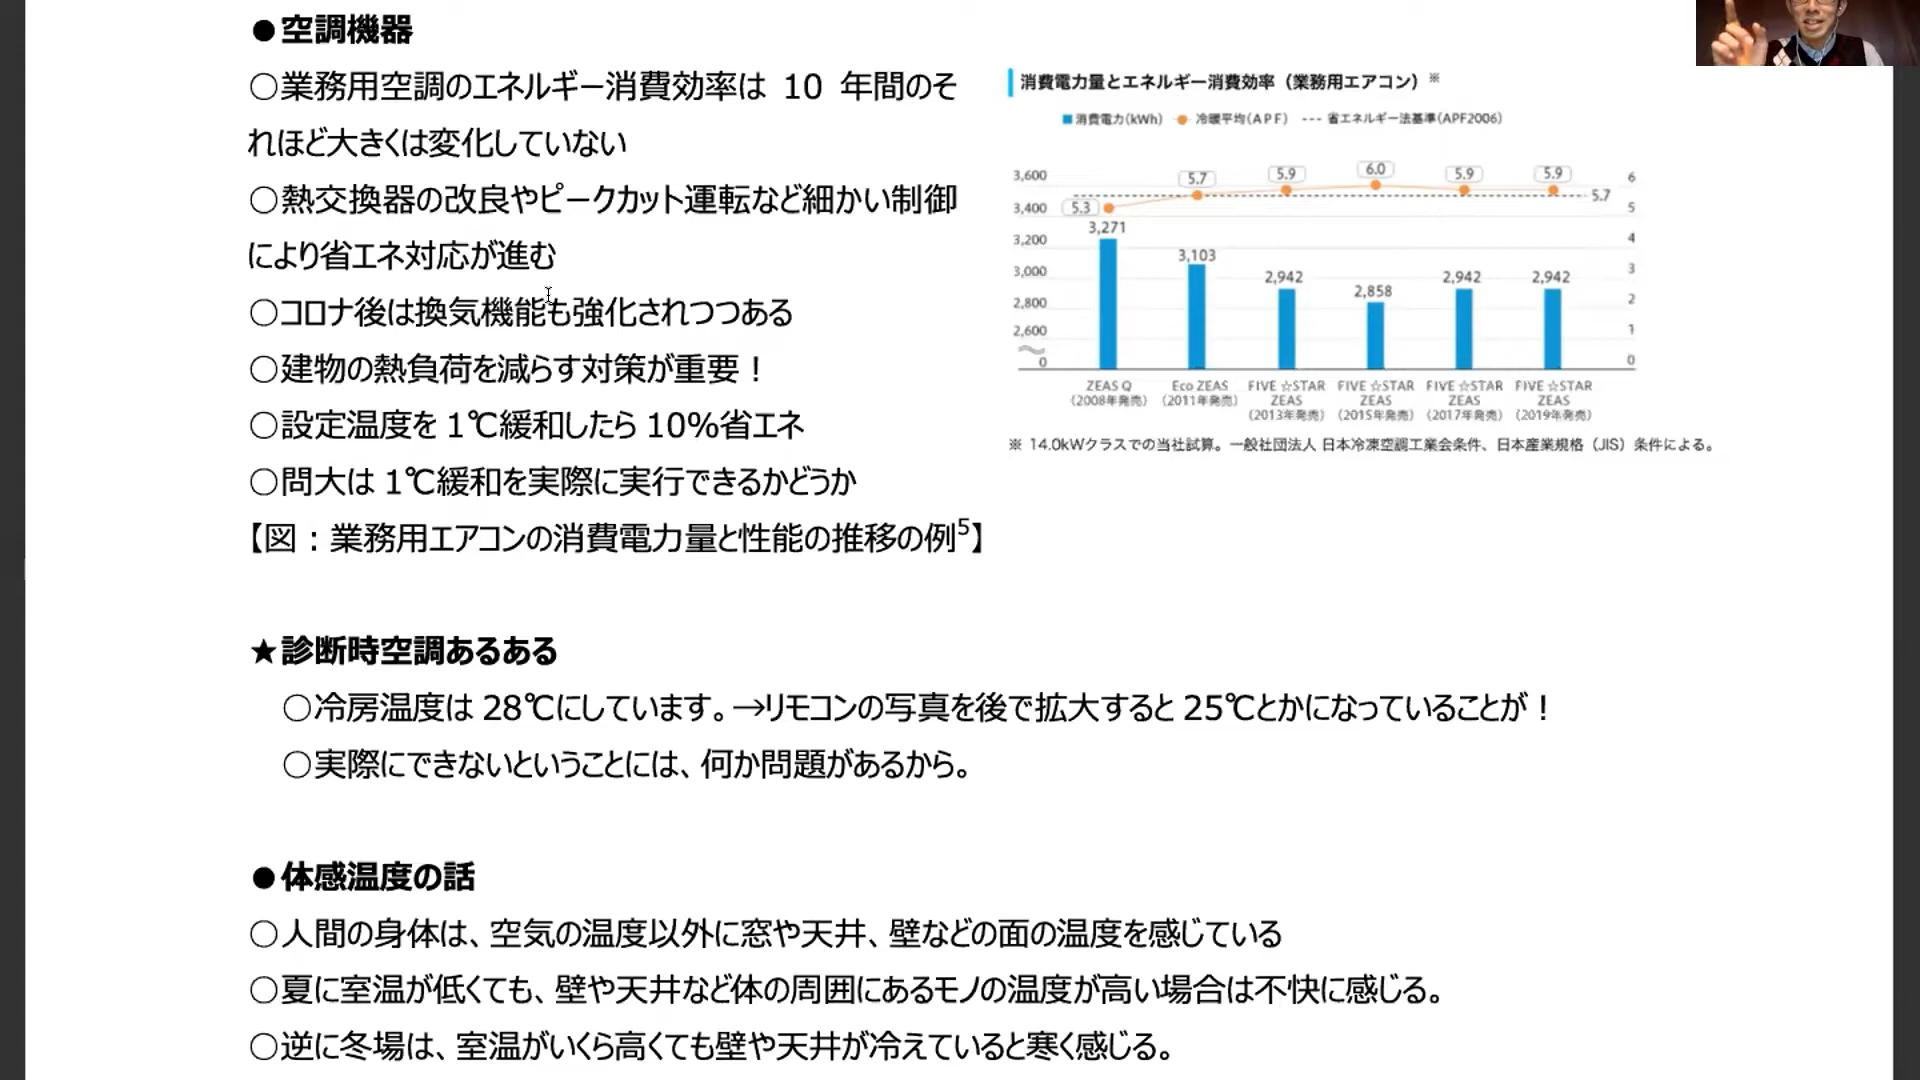 ●空調機器
○業務用空調のエネルギー消費効率は 10 年間のそ
れほど大きくは変化していない
○熱交換器の改良やピークカット運転など細かい制御
により省エネ対応が進む
○コロナ後は換気機能も強化されつつある
○建物の熱負荷を減らす対策が重要！
○設定温度を 1℃緩和したら 10%省エネ
○問大は 1℃緩和を実際に実行できるかどうか
【図：業務用エアコンの消費電力量と性能の推移の例5】
消費電力量とエネルギー消費効率（業務用エアコン）※
消費電力(kWh) 冷暖平均(APF) --- 省エネルギー法基準(APF2006)
5.3 5.7 5.9 6.0 5.9 5.9
3,600 6
5.7
3,400 5
3,200 4
3,000 3
2,800 2
2,600 1
0 0
3,271 3,103 2,942 2,858 2,942 2,942
ZEAS Q Eco ZEAS FIVE ☆STAR FIVE ☆STAR FIVE ☆STAR FIVE ☆STAR
（2008年発売） （2011年発売） ZEAS ZEAS ZEAS ZEAS
（2013年発売） （2015年発売） （2017年発売） （2019年発売）
※ 14.0kWクラスでの当社試算。一般社団法人 日本冷凍空調工業会条件、日本産業規格（JIS）条件による。
★診断時空調あるある
○冷房温度は 28℃にしています。→リモコンの写真を後で拡大すると 25℃とかになっていることが！
○実際にできないということには、何か問題があるから。
●体感温度の話
○人間の身体は、空気の温度以外に窓や天井、壁などの面の温度を感じている
○夏に室温が低くても、壁や天井など体の周囲にあるモノの温度が高い場合は不快に感じる。
○逆に冬場は、室温がいくら高くても壁や天井が冷えていると寒く感じる。